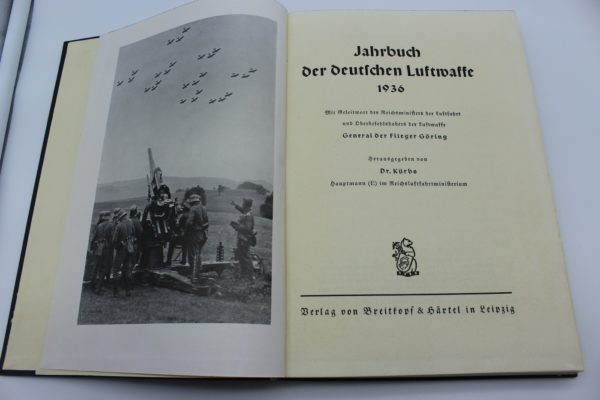 Jahrbuch
der deutschen Luftwaffe
1936
Mit Geleitwort des Reichsministers der Luftfahrt
und Oberbefehlshabers der Luftwaffe
General der Flieger Göring
Herausgegeben von
Dr. Kürbs
Hauptmann (E) im Reichsluftfahrtministerium
Verlag von Breitkopf & Härtel in Leipzig